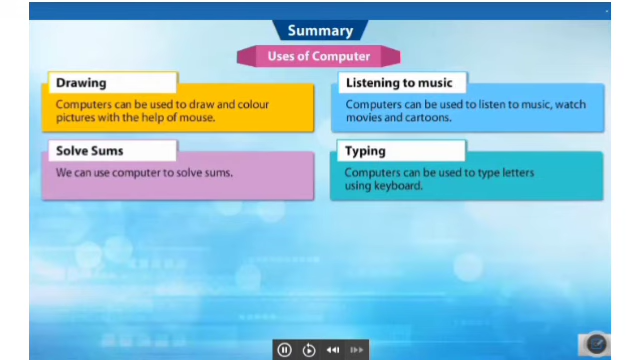 Summary
Uses of Computer
Drawing
Computers can be used to draw and colour
pictures with the help of mouse.
Listening to music
Computers can be used to listen to music, watch
movies and cartoons.
Solve Sums
We can use computer to solve sums.
Typing
Computers can be used to type letters
using keyboard.